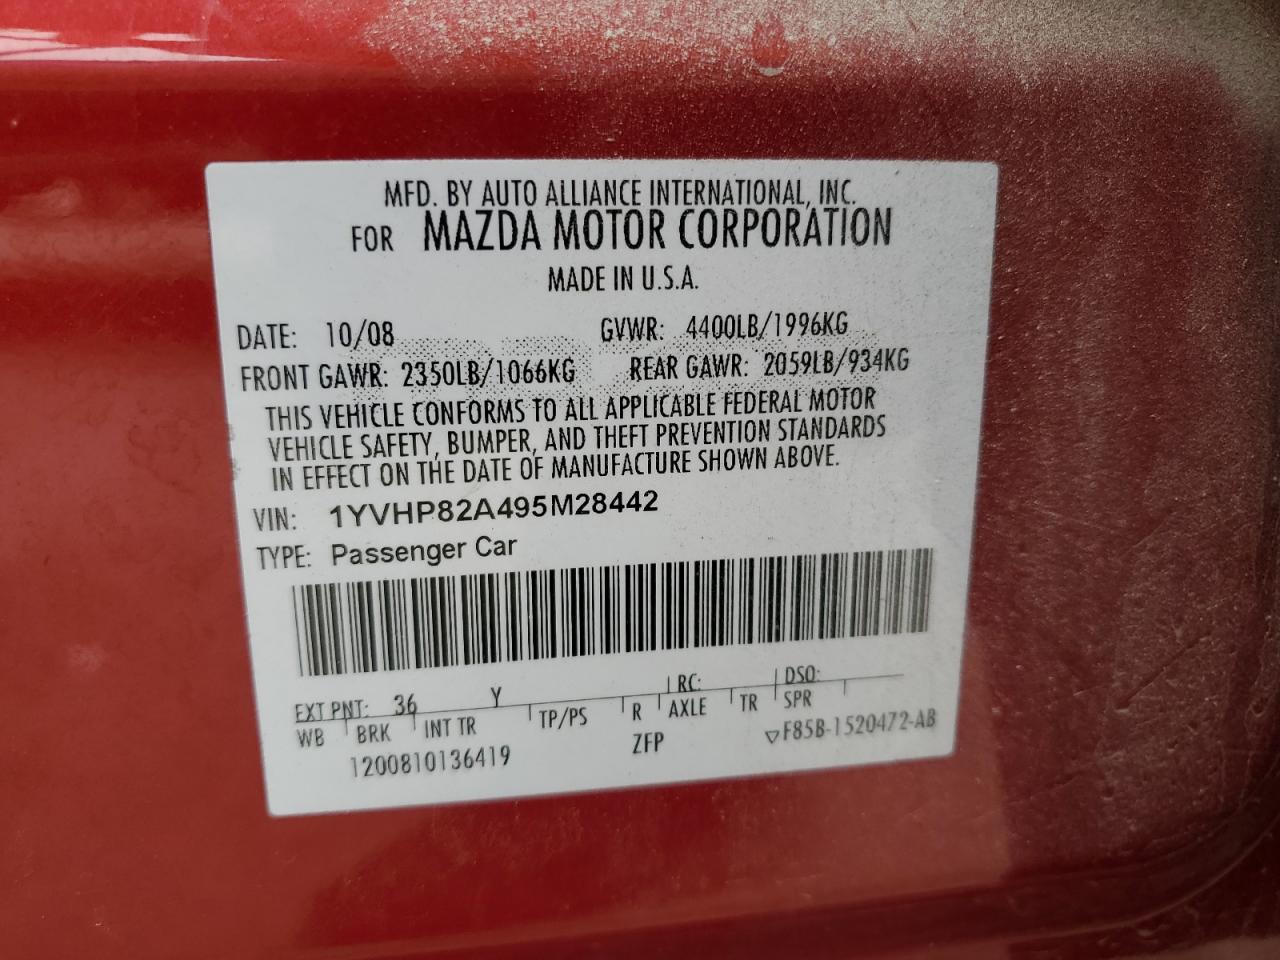 MFD. BY AUTO ALLIANCE INTERNATIONAL, INC.
FOR MAZDA MOTOR CORPORATION
MADE IN U.S.A.
DATE: 10/08 GVWR: 4400LB/1996KG
FRONT GAWR: 2350LB/1066KG REAR GAWR: 2059LB/934KG
THIS VEHICLE CONFORMS TO ALL APPLICABLE FEDERAL MOTOR
VEHICLE SAFETY, BUMPER, AND THEFT PREVENTION STANDARDS
IN EFFECT ON THE DATE OF MANUFACTURE SHOWN ABOVE.
VIN: 1YVHP82A495M28442
TYPE: Passenger Car
EXT PNT: 36 Y RC: DSO:
WB BRK INT TR TP/PS R AXLE TR SPR
1200810136419 ZFP ▽F85B-1520472-AB